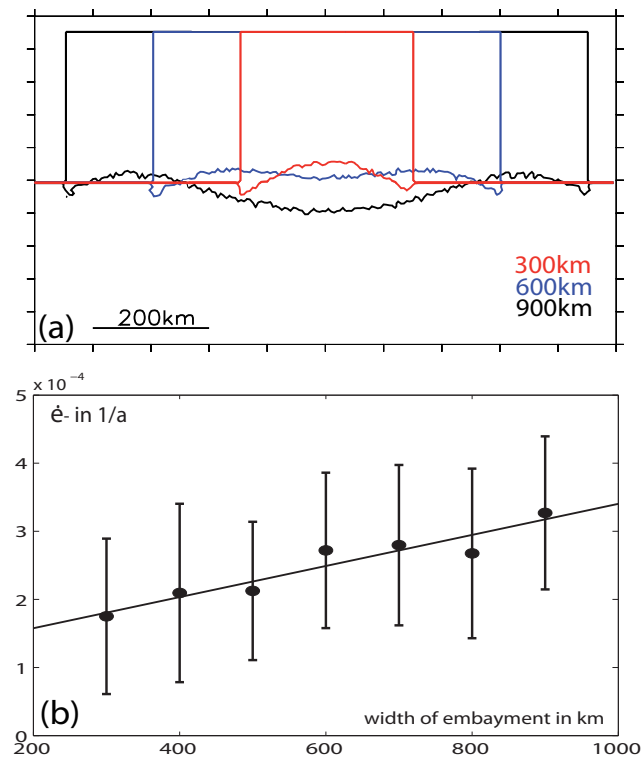 300km
600km
900km
(a)
200km
x 10⁻⁴
5
ė- in 1/a
4
3
2
1
0
(b)
width of embayment in km
200
400
600
800
1000